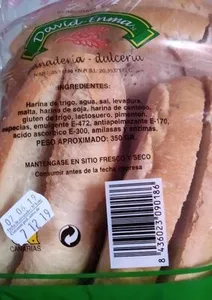 David Inma
Panadería - dulcería
INGREDIENTES:
Harina de trigo, agua, sal, levadura,
malta, harina de soja, harina de centeno,
gluten de trigo, lactosuero, pimentón,
especias, emulgente E-472, antiapelmazante E-170,
ácido ascórbico E-300, amilasas y enzimas.
PESO APROXIMADO: 350 GR.
MANTENGASE EN SITIO FRESCO Y SECO
Consumir antes de la fecha impresa
7 12 19
CANARIAS
8 436023 090186